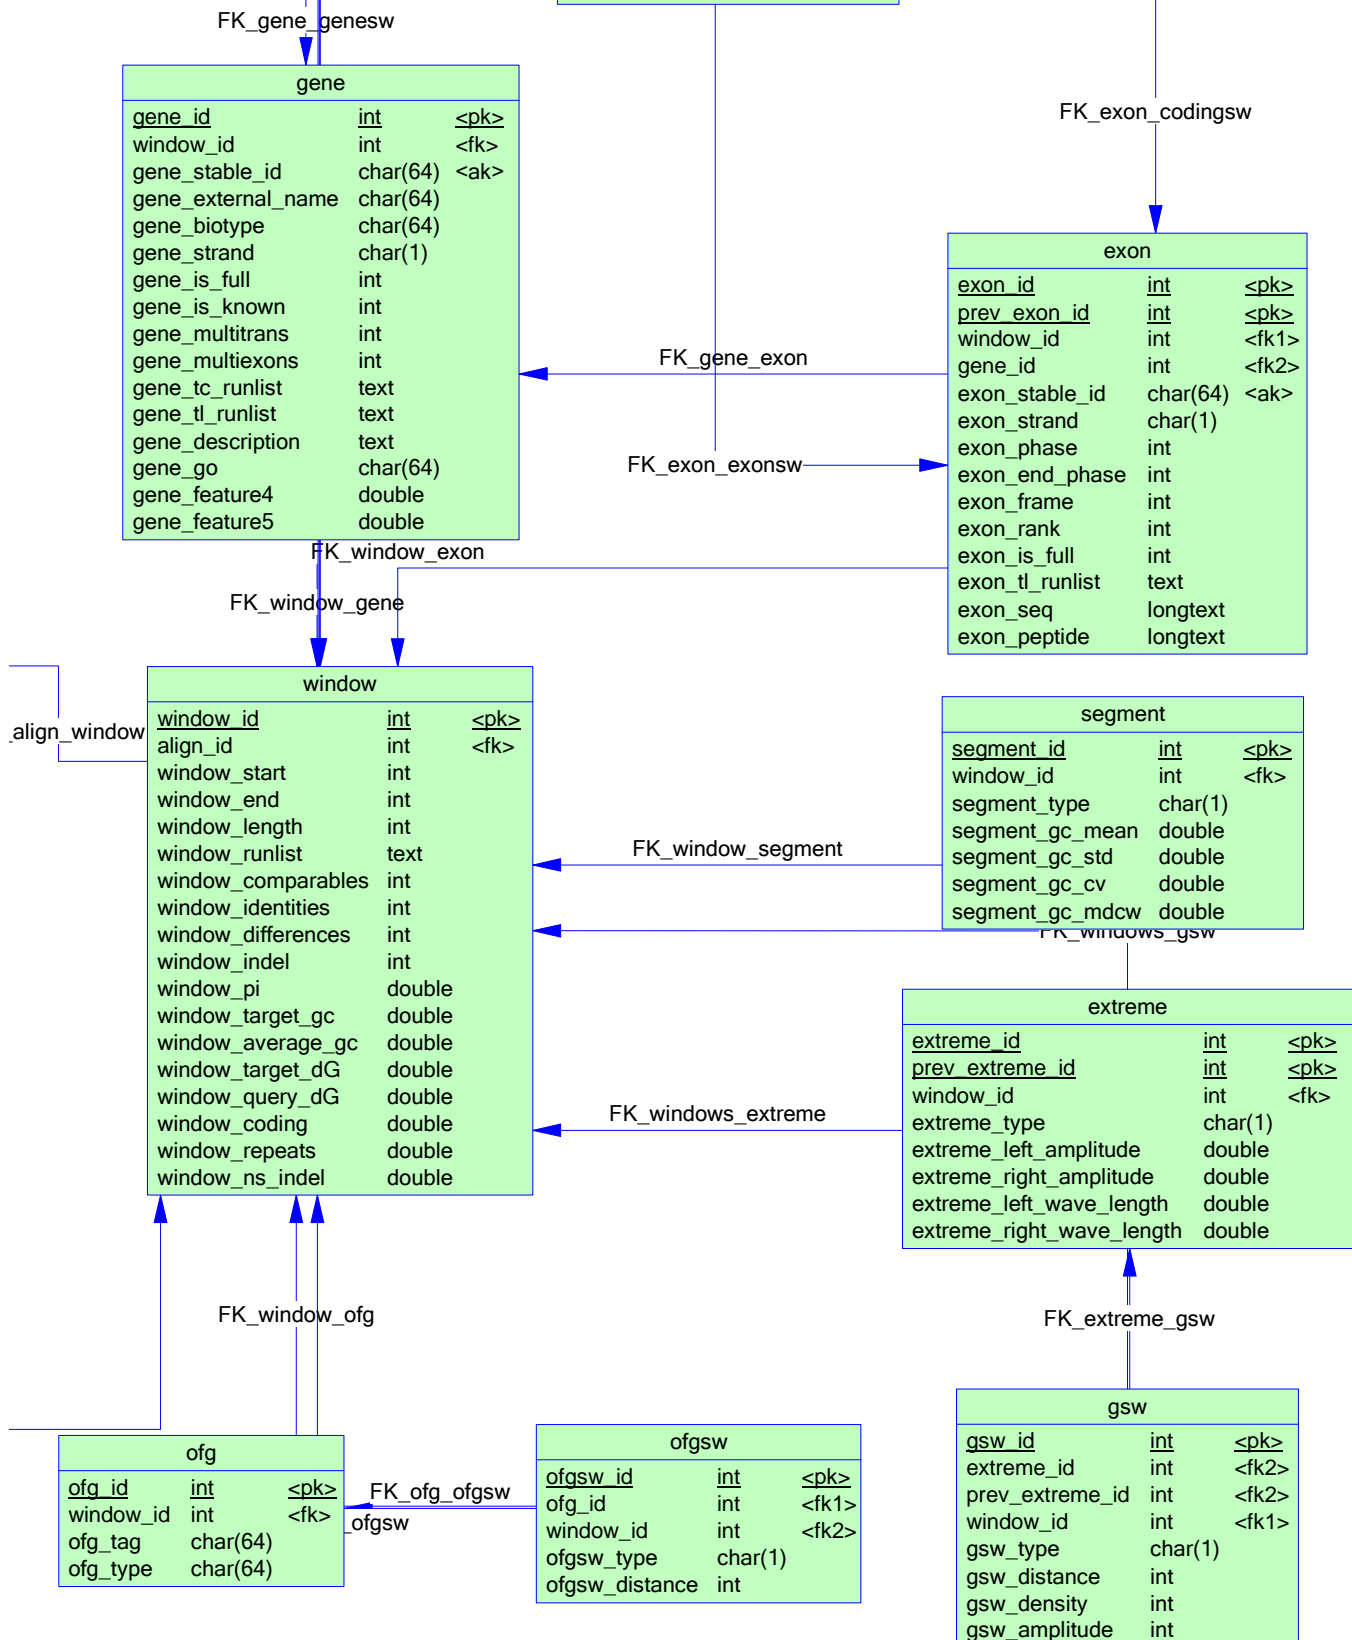 FK_gene_genesw
gene
gene_id int <pk>
window_id int <fk>
gene_stable_id char(64) <ak>
gene_external_name char(64)
gene_biotype char(64)
gene_strand char(1)
gene_is_full int
gene_is_known int
gene_multitrans int
gene_multiexons int
gene_tc_runlist text
gene_tl_runlist text
gene_description text
gene_go char(64)
gene_feature4 double
gene_feature5 double
FK_exon_codingsw
exon
exon_id int <pk>
prev_exon_id int <pk>
window_id int <fk1>
gene_id int <fk2>
exon_stable_id char(64) <ak>
exon_strand char(1)
exon_phase int
exon_end_phase int
exon_frame int
exon_rank int
exon_is_full int
exon_tl_runlist text
exon_seq longtext
exon_peptide longtext
FK_gene_exon
FK_exon_exonsw
FK_window_exon
FK_window_gene
_align_window
window
window_id int <pk>
align_id int <fk>
window_start int
window_end int
window_length int
window_runlist text
window_comparables int
window_identities int
window_differences int
window_indel int
window_pi double
window_target_gc double
window_average_gc double
window_target_dG double
window_query_dG double
window_coding double
window_repeats double
window_ns_indel double
segment
segment_id int <pk>
window_id int <fk>
segment_type char(1)
segment_gc_mean double
segment_gc_std double
segment_gc_cv double
segment_gc_mdcw double
FK_window_segment
FK_windows_gsw
extreme
extreme_id int <pk>
prev_extreme_id int <pk>
window_id int <fk>
extreme_type char(1)
extreme_left_amplitude double
extreme_right_amplitude double
extreme_left_wave_length double
extreme_right_wave_length double
FK_windows_extreme
FK_window_ofg
FK_extreme_gsw
ofg
ofg_id int <pk>
window_id int <fk>
ofg_tag char(64)
ofg_type char(64)
FK_ofg_ofgsw
_ofgsw
ofgsw
ofgsw_id int <pk>
ofg_id int <fk1>
window_id int <fk2>
ofgsw_type char(1)
ofgsw_distance int
gsw
gsw_id int <pk>
extreme_id int <fk2>
prev_extreme_id int <fk2>
window_id int <fk1>
gsw_type char(1)
gsw_distance int
gsw_density int
gsw_amplitude int